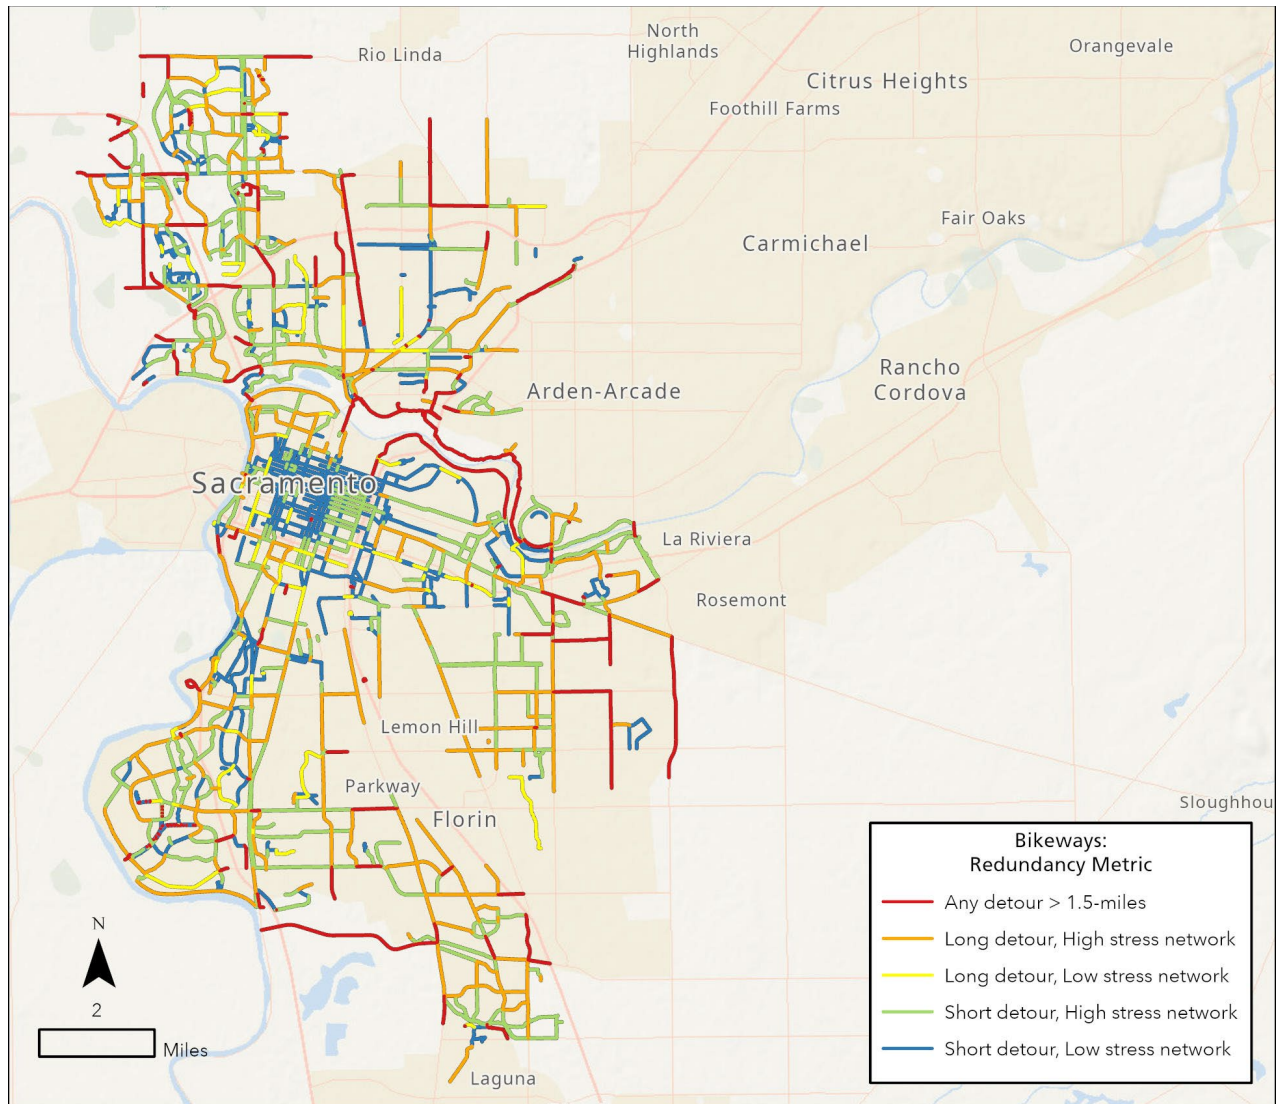 North
Highlands
Orangevale
Rio Linda
Citrus Heights
Foothill Farms
Fair Oaks
Carmichael
Rancho
Cordova
Arden-Arcade
Sacramento
La Riviera
Rosemont
Lemon Hill
Parkway
Florin
Sloughhou
Laguna
N
2
Miles
Bikeways:
Redundancy Metric
Any detour > 1.5-miles
Long detour, High stress network
Long detour, Low stress network
Short detour, High stress network
Short detour, Low stress network